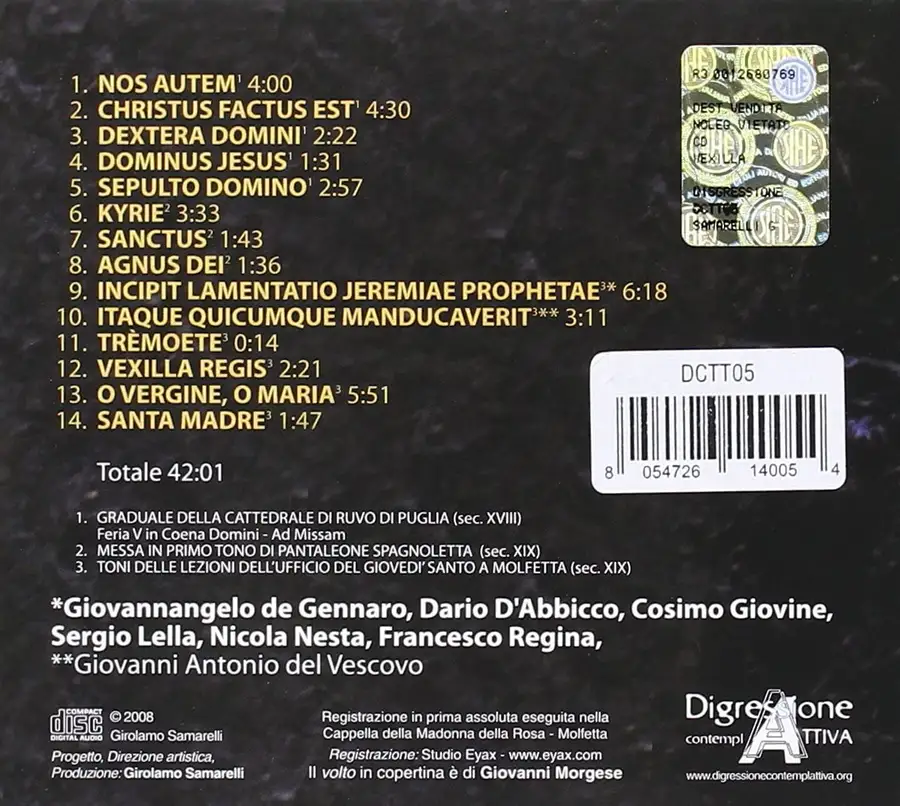 1. NOS AUTEM¹ 4:00
2. CHRISTUS FACTUS EST¹ 4:30
3. DEXTERA DOMINI¹ 2:22
4. DOMINUS JESUS¹ 1:31
5. SEPULTO DOMINO¹ 2:57
6. KYRIE² 3:33
7. SANCTUS² 1:43
8. AGNUS DEI² 1:36
9. INCIPIT LAMENTATIO JEREMIAE PROPHETAE³* 6:18
10. ITAQUE QUICUMQUE MANDUCAVERIT³** 3:11
11. TRÈMOETE³ 0:14
12. VEXILLA REGIS³ 2:21
13. O VERGINE, O MARIA³ 5:51
14. SANTA MADRE³ 1:47
Totale 42:01
R3 0012680769
DEST VENDITA
NOLEG VIETATO
CD
VEXILLA
DISGRESSIONE
DCTT05
SAMARELLI G
SIAE
DCTT05
8 054726 14005 4
1. GRADUALE DELLA CATTEDRALE DI RUVO DI PUGLIA (sec. XVIII)
Feria V in Coena Domini - Ad Missam
2. MESSA IN PRIMO TONO DI PANTALEONE SPAGNOLETTA (sec. XIX)
3. TONI DELLE LEZIONI DELL'UFFICIO DEL GIOVEDI' SANTO A MOLFETTA (sec. XIX)
*Giovannangelo de Gennaro, Dario D'Abbicco, Cosimo Giovine,
Sergio Lella, Nicola Nesta, Francesco Regina,
**Giovanni Antonio del Vescovo
COMPACT
disc
DIGITAL AUDIO
© 2008
Girolamo Samarelli
Progetto, Direzione artistica,
Produzione: Girolamo Samarelli
Registrazione in prima assoluta eseguita nella
Cappella della Madonna della Rosa - Molfetta
Registrazione: Studio Eyax - www.eyax.com
Il volto in copertina è di Giovanni Morgese
Digressione
contemplATTIVA
www.digressionecontemplattiva.org